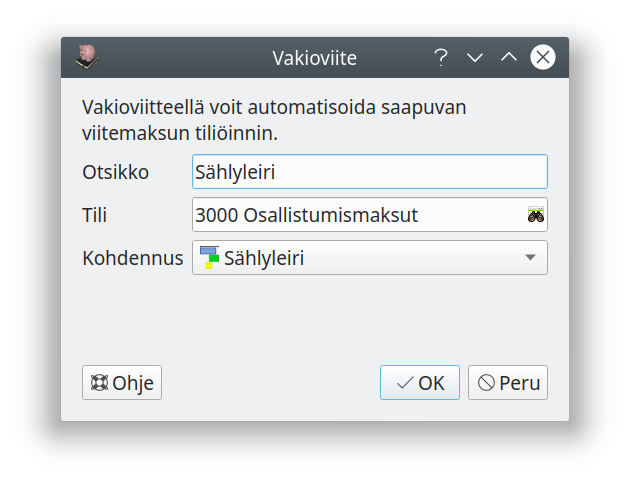 Vakioviite
Vakioviitteellä voit automatisoida saapuvan
viitemaksun tiliöinnin.
Otsikko Sählyleiri
Tili 3000 Osallistumismaksut
Kohdennus Sählyleiri
Ohje OK Peru